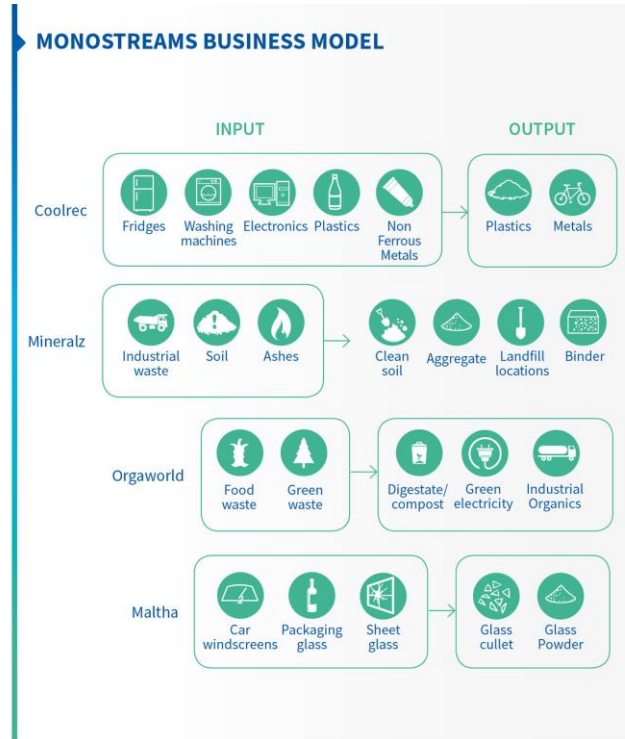 MONOSTREAMS BUSINESS MODEL
INPUT
OUTPUT
Coolrec
Fridges
Washing
machines
Electronics
Plastics
Non
Ferrous
Metals
Plastics
Metals
Mineralz
Industrial
waste
Soil
Ashes
Clean
soil
Aggregate
Landfill
locations
Binder
Orgaworld
Food
waste
Green
waste
Digestate/
compost
Green
electricity
Industrial
Organics
Maltha
Car
windscreens
Packaging
glass
Sheet
glass
Glass
cullet
Glass
Powder